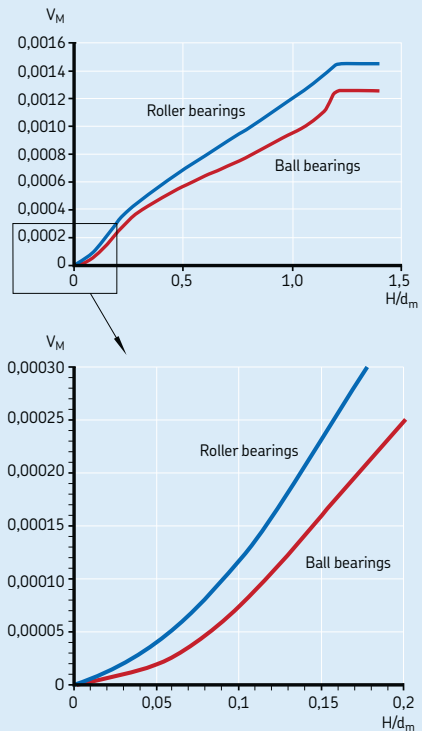 V_M
0,0016
0,0014
0,0012
0,0010
0,0008
0,0006
0,0004
0,0002
0
Roller bearings
Ball bearings
0 0,5 1,0 1,5
H/d_m
V_M
0,00030
0,00025
0,00020
0,00015
0,00010
0,00005
0
Roller bearings
Ball bearings
0 0,05 0,1 0,15 0,2
H/d_m